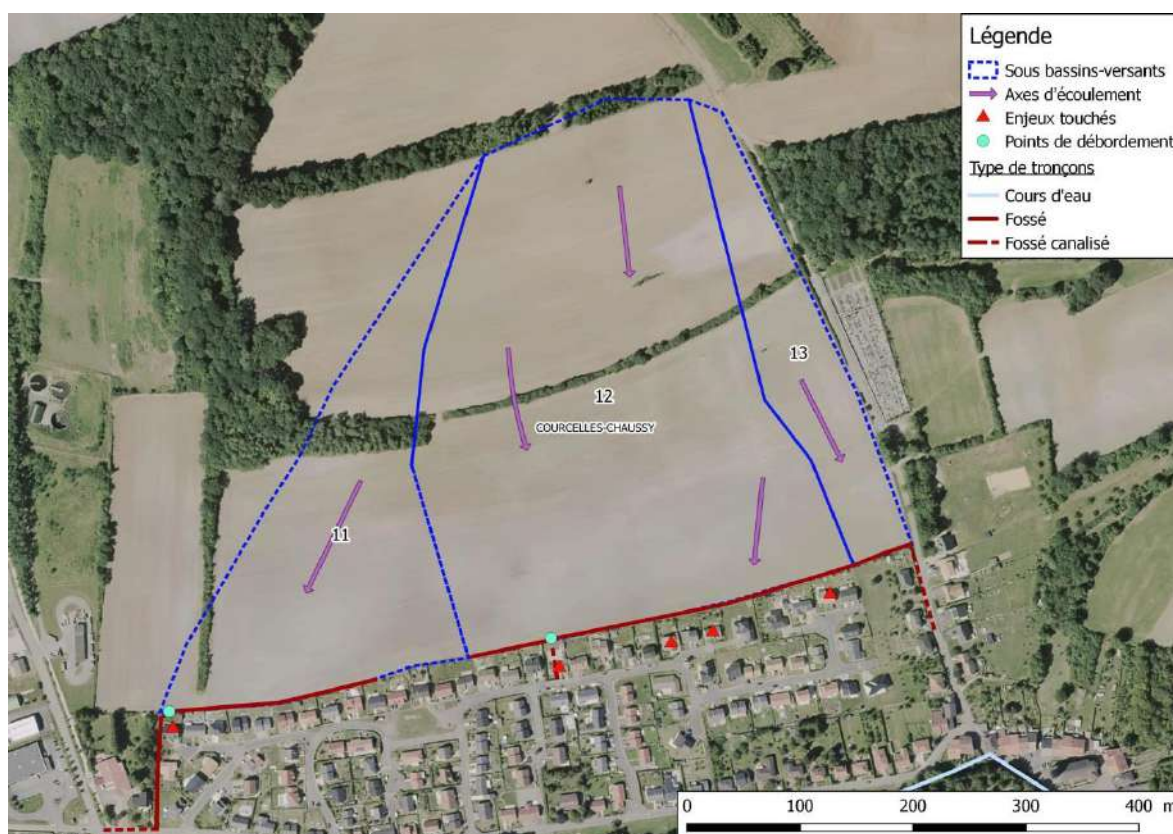 Légende
Sous bassins-versants
Axes d'écoulement
Enjeux touchés
Points de débordement
Type de tronçons
Cours d'eau
Fossé
Fossé canalisé
13
12
COURCELLES-CHAUSSY
11
0 100 200 300 400 m